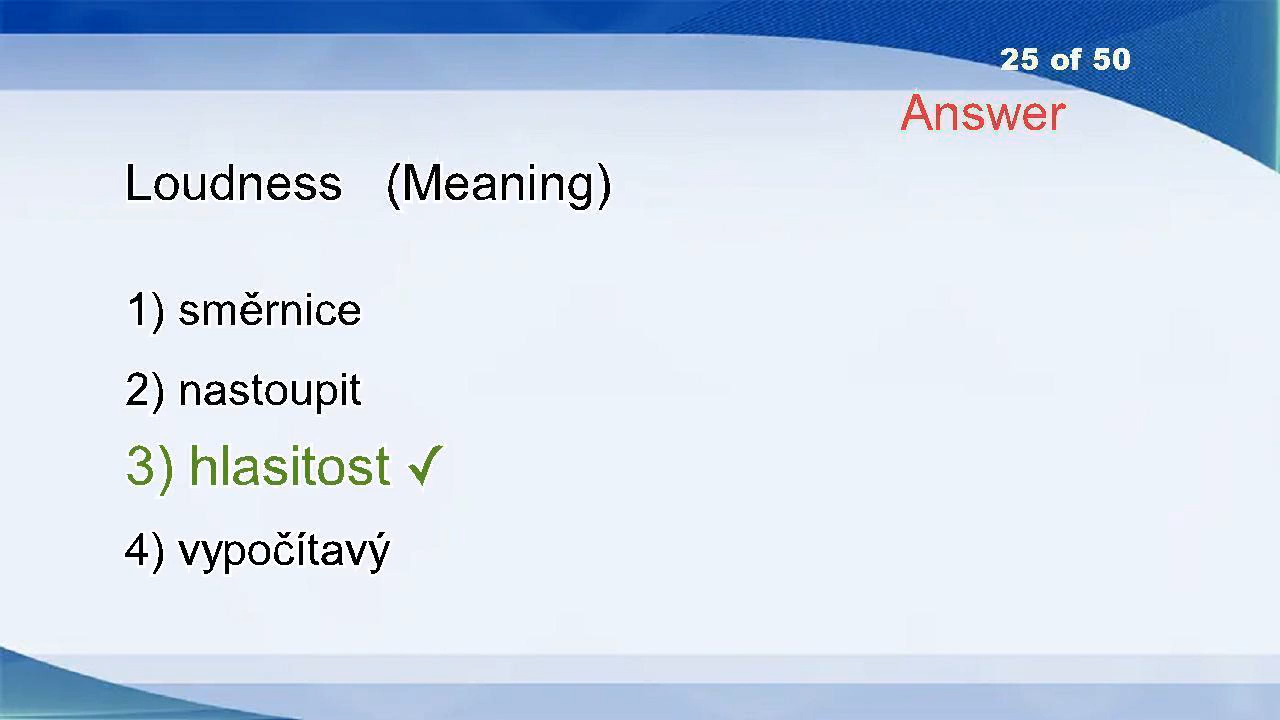 25 of 50
Answer
Loudness (Meaning)
1) směrnice
2) nastoupit
3) hlasitost ✓
4) vypočítavý